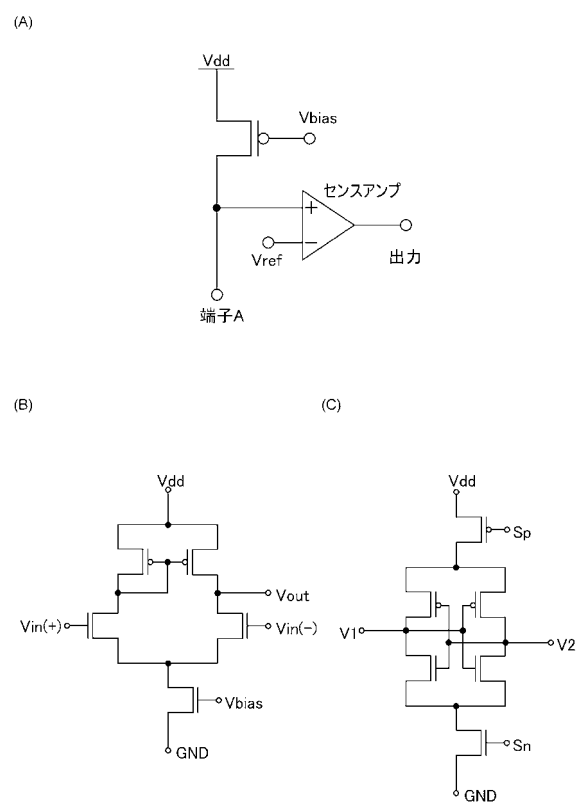 (A)
Vdd
Vbias
センスアンプ
+
−
Vref
出力
端子A
(B)
(C)
Vdd
Vout
Vin(+)
Vin(−)
Vbias
GND
Vdd
Sp
V1
V2
Sn
GND